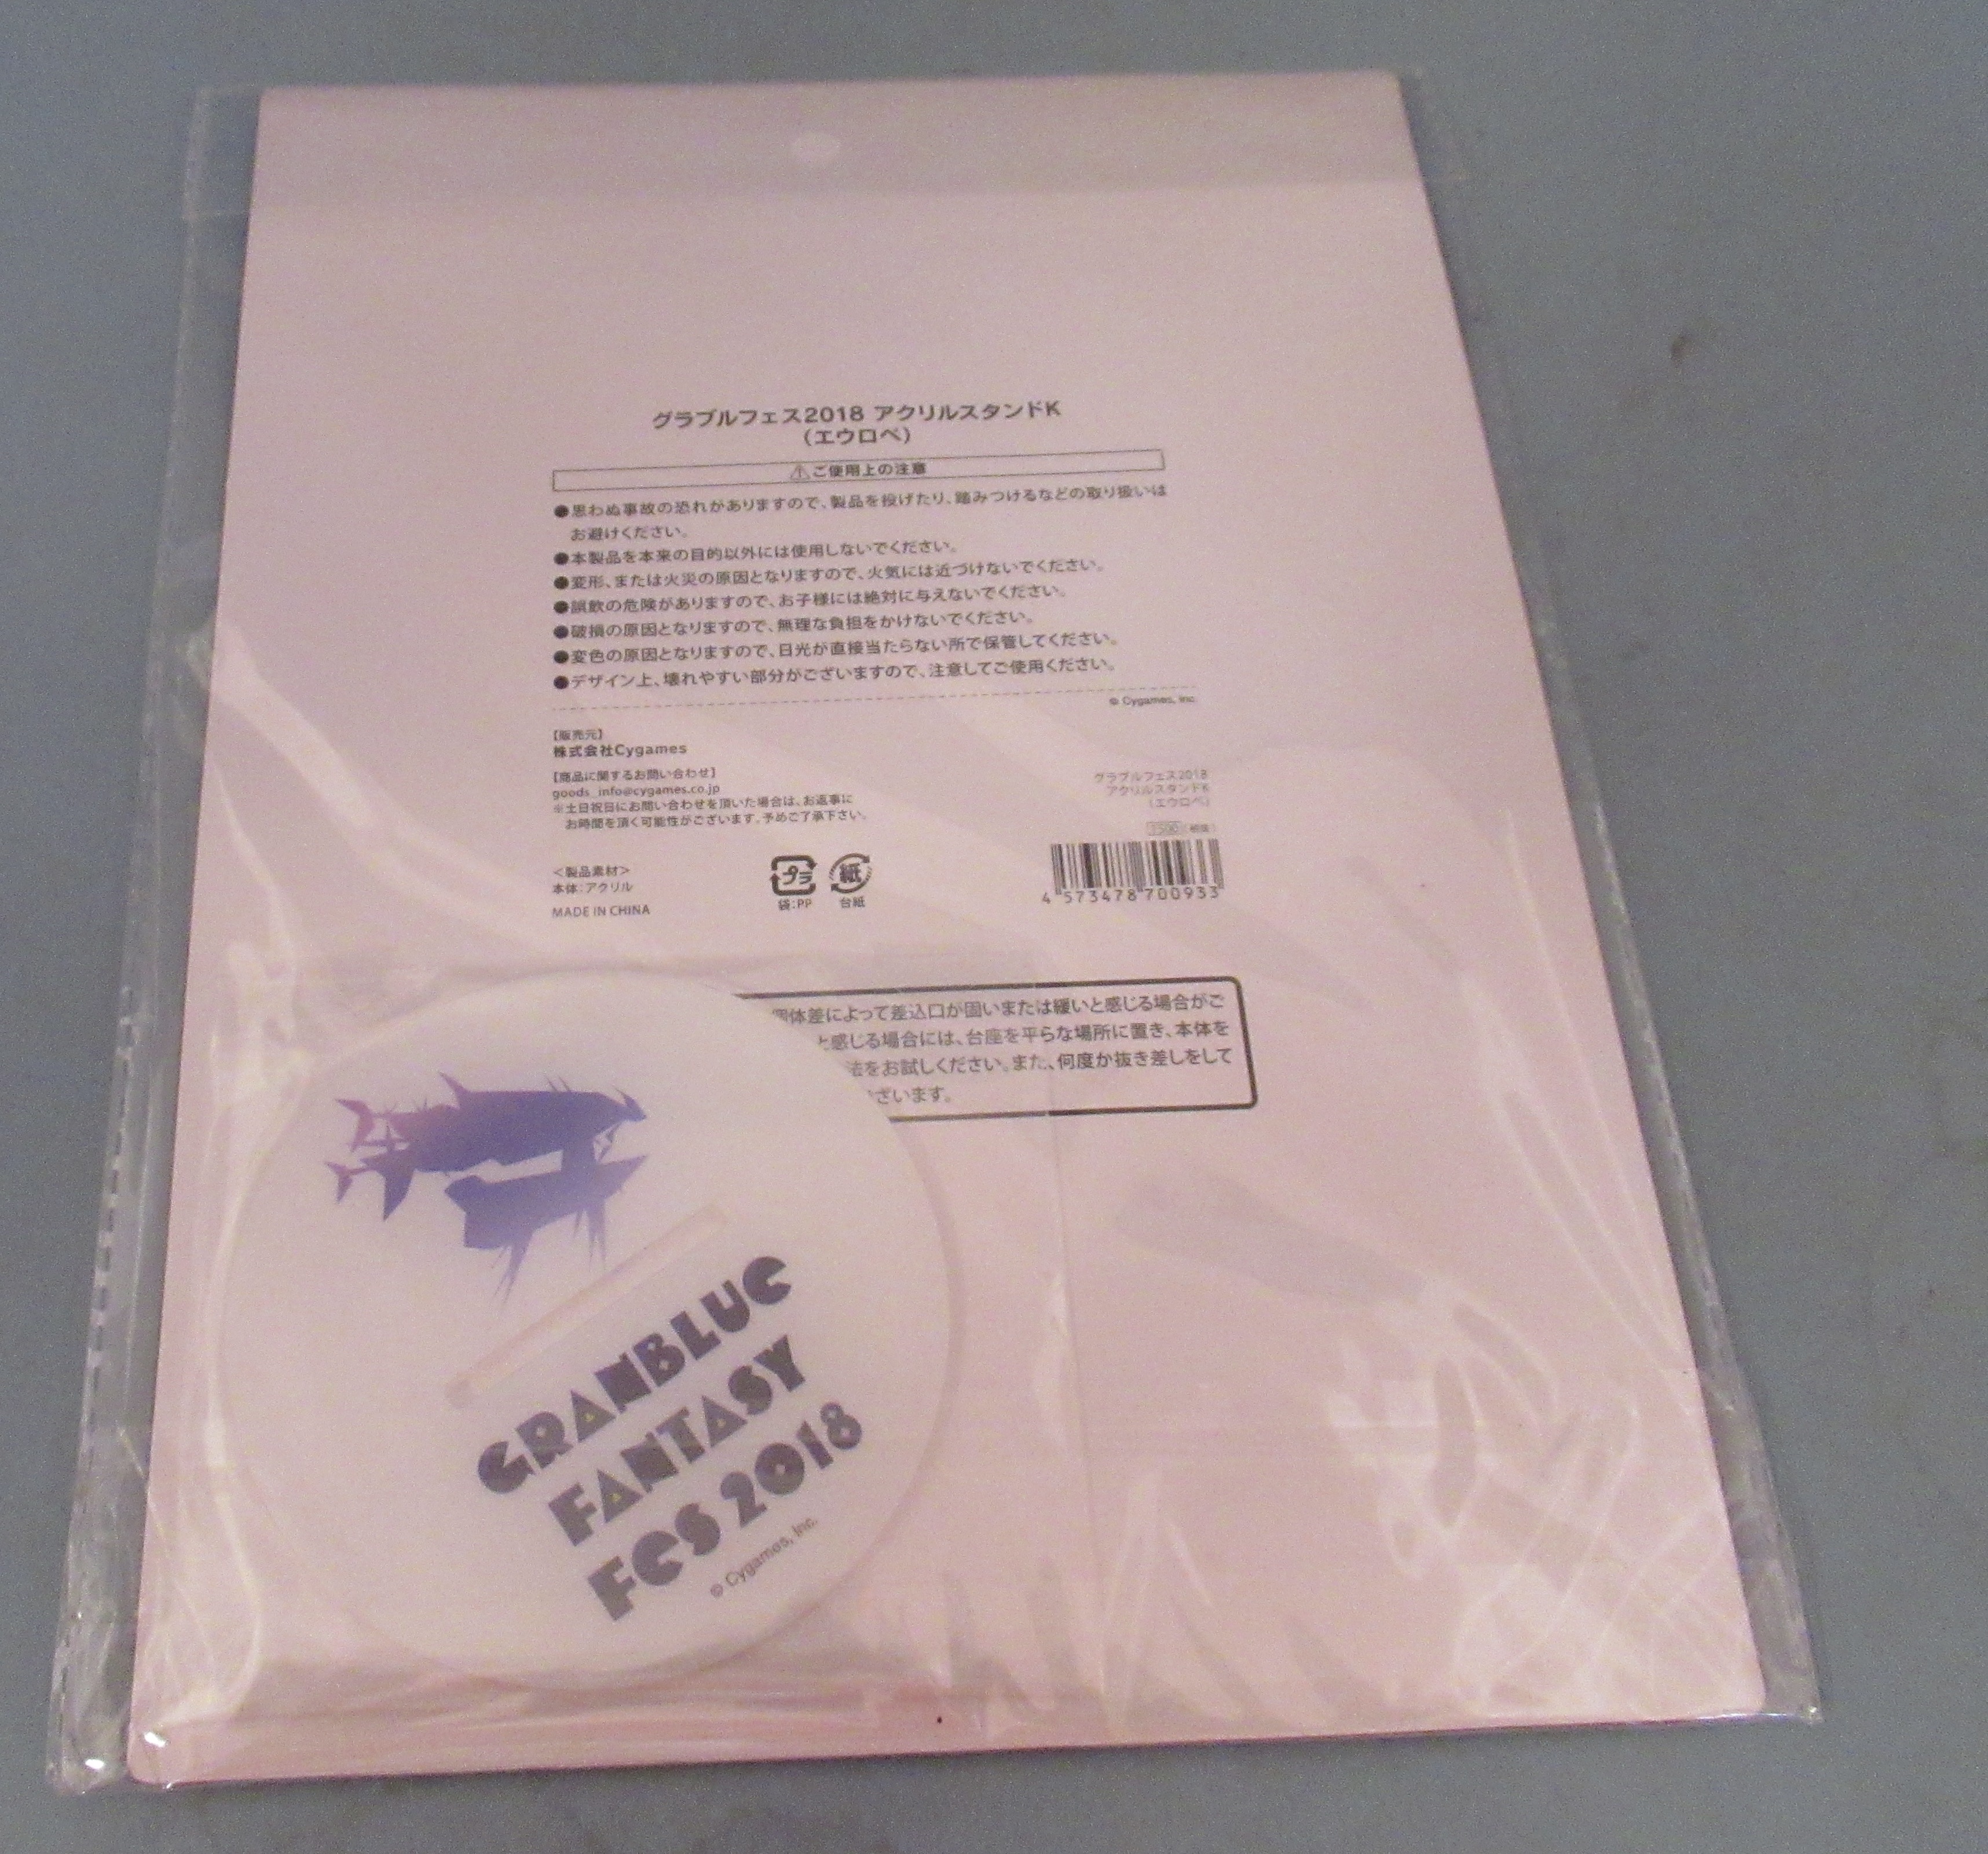 グラブルフェス2018 アクリルスタンドK
(エウロペ)
⚠ご使用上の注意
●思わぬ事故の恐れがありますので、製品を投げたり、踏みつけるなどの取り扱いは
お避けください。
●本製品を本来の目的以外には使用しないでください。
●変形、または火災の原因となりますので、火気には近づけないでください。
●誤飲の危険がありますので、お子様には絶対に与えないでください。
●破損の原因となりますので、無理な負担をかけないでください。
●変色の原因となりますので、日光が直接当たらない所で保管してください。
●デザイン上、壊れやすい部分がございますので、注意してご使用ください。
© Cygames, Inc.
【販売元】
株式会社Cygames
【商品に関するお問い合わせ】
goods_info@cygames.co.jp
※土日祝日にお問い合わせを頂いた場合は、お返事に
お時間を頂く可能性がございます。予めご了承下さい。
グラブルフェス2018
アクリルスタンドK
(エウロペ)
1500
4 573478 700933
<製品素材>
本体:アクリル
MADE IN CHINA
プラ
袋:PP
紙
台紙
個体差によって差込口が固いまたは緩いと感じる場合がご
と感じる場合には、台座を平らな場所に置き、本体を
法をお試しください。また、何度か抜き差しをして
ざいます。
GRANBLUE
FANTASY
FES 2018
© Cygames, Inc.